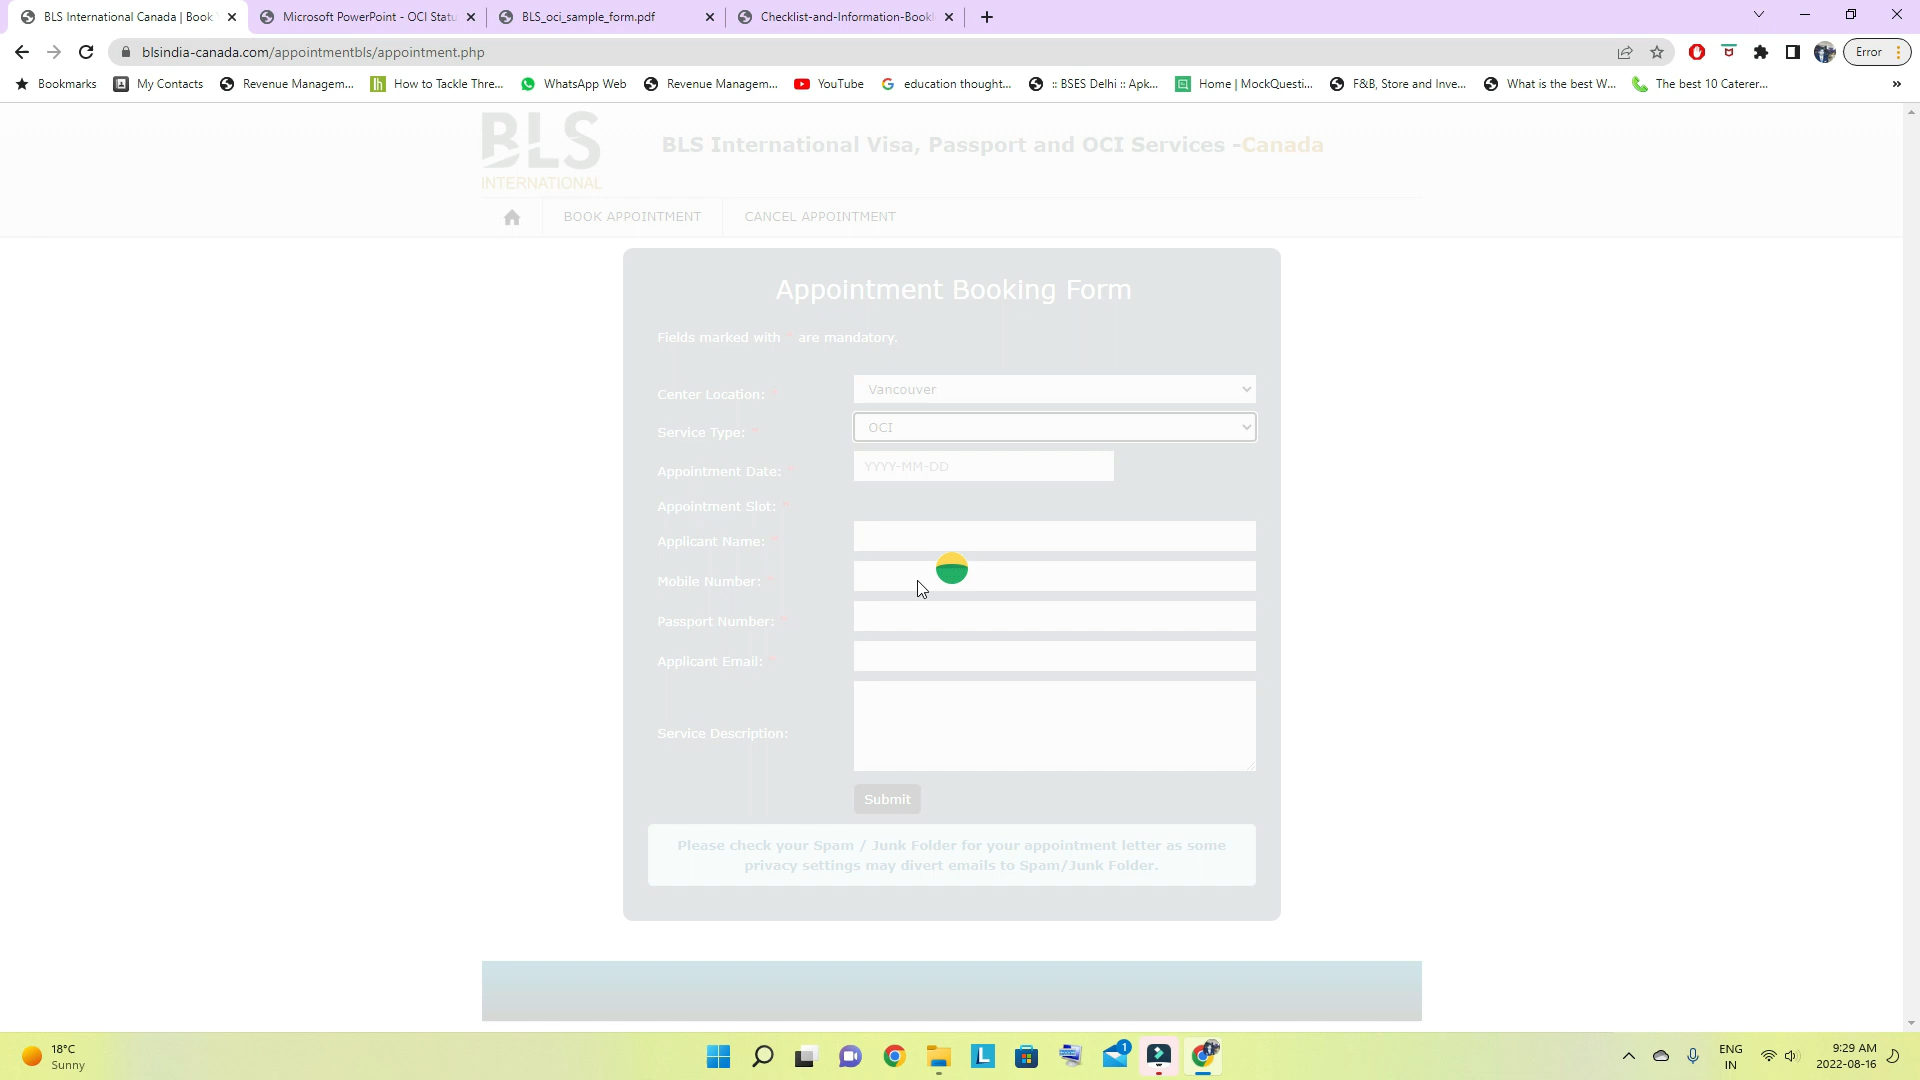 BLS International Canada | Book
Microsoft PowerPoint - OCI Statu
BLS_oci_sample_form.pdf
Checklist-and-Information-Book
blsindia-canada.com/appointmentbls/appointment.php
Error
Bookmarks
My Contacts
Revenue Managem...
How to Tackle Thre...
WhatsApp Web
Revenue Managem...
YouTube
education thought...
:: BSES Delhi :: Apk...
Home | MockQuesti...
F&B, Store and Inve...
What is the best W...
The best 10 Caterer...
»
BLS
INTERNATIONAL
BLS International Visa, Passport and OCI Services -Canada
BOOK APPOINTMENT
CANCEL APPOINTMENT
Appointment Booking Form
Fields marked with * are mandatory.
Center Location: *
Vancouver
Service Type: *
OCI
Appointment Date: *
YYYY-MM-DD
Appointment Slot: *
Applicant Name: *
Mobile Number: *
Passport Number: *
Applicant Email: *
Service Description:
Submit
Please check your Spam / Junk Folder for your appointment letter as some
privacy settings may divert emails to Spam/Junk Folder.
18°C
Sunny
L
1
ENG
IN
9:29 AM
2022-08-16